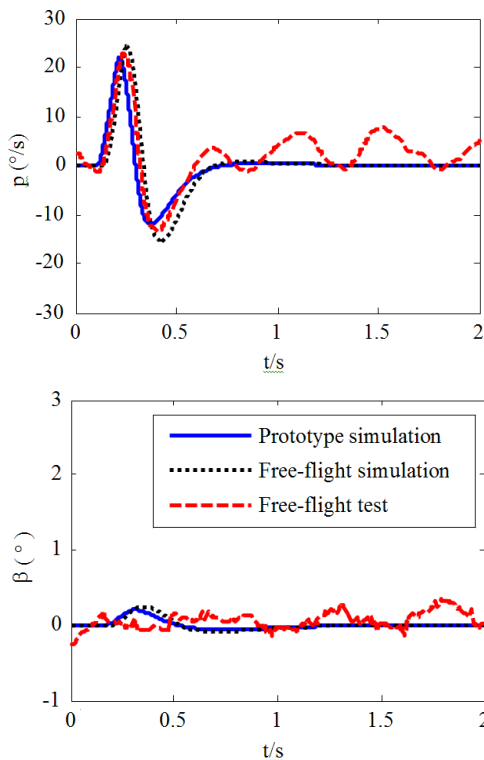 30
20
10
0
-10
-20
-30
p (°/s)
0 0.5 1 1.5 2
t/s
3
2
1
0
-1
β ( ° )
Prototype simulation
Free-flight simulation
Free-flight test
0 0.5 1 1.5 2
t/s